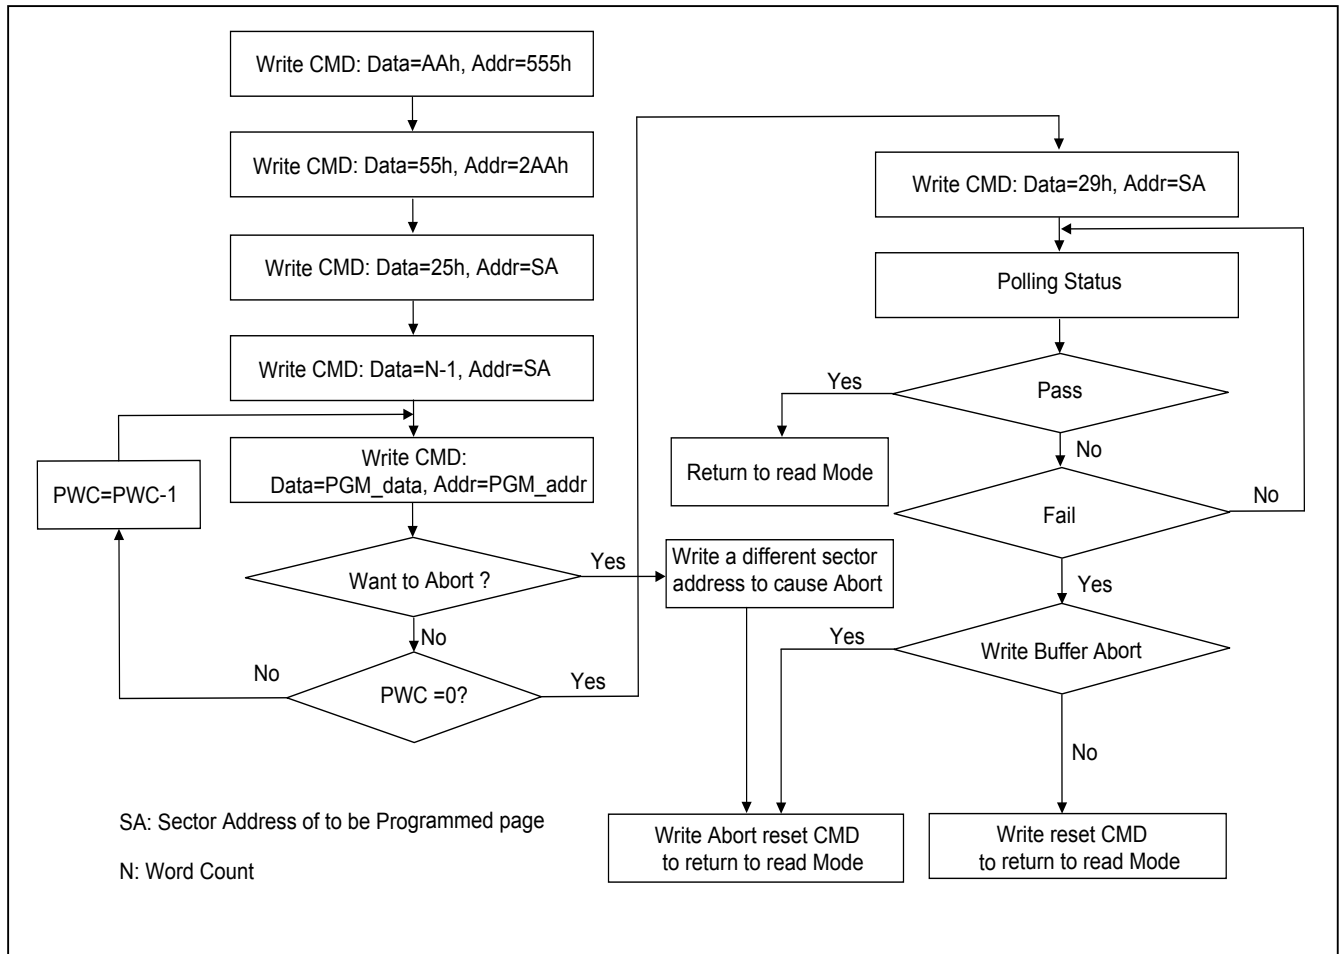 Write CMD: Data=AAh, Addr=555h
Write CMD: Data=55h, Addr=2AAh
Write CMD: Data=25h, Addr=SA
Write CMD: Data=N-1, Addr=SA
Write CMD:
Data=PGM_data, Addr=PGM_addr
PWC=PWC-1
Want to Abort ?
Yes
No
Write a different sector
address to cause Abort
PWC =0?
No
Yes
Write CMD: Data=29h, Addr=SA
Polling Status
Pass
Yes
No
Return to read Mode
Fail
No
Yes
Write Buffer Abort
Yes
No
Write Abort reset CMD
to return to read Mode
Write reset CMD
to return to read Mode
SA: Sector Address of to be Programmed page
N: Word Count